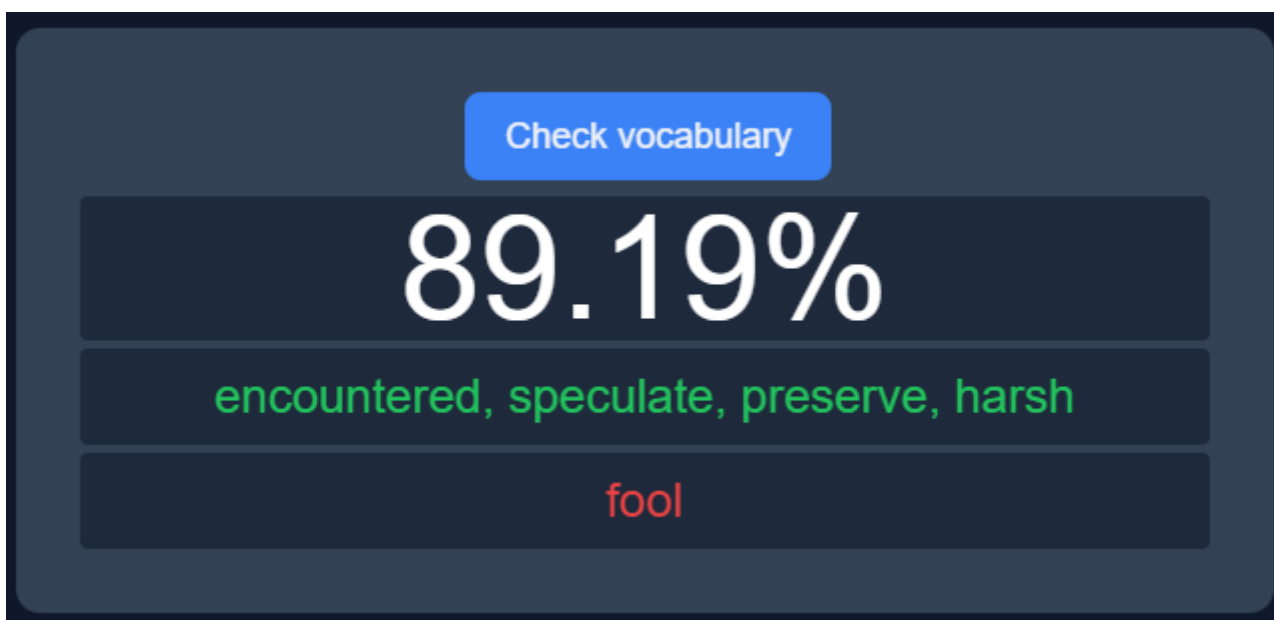 Check vocabulary
89.19%
encountered, speculate, preserve, harsh
fool